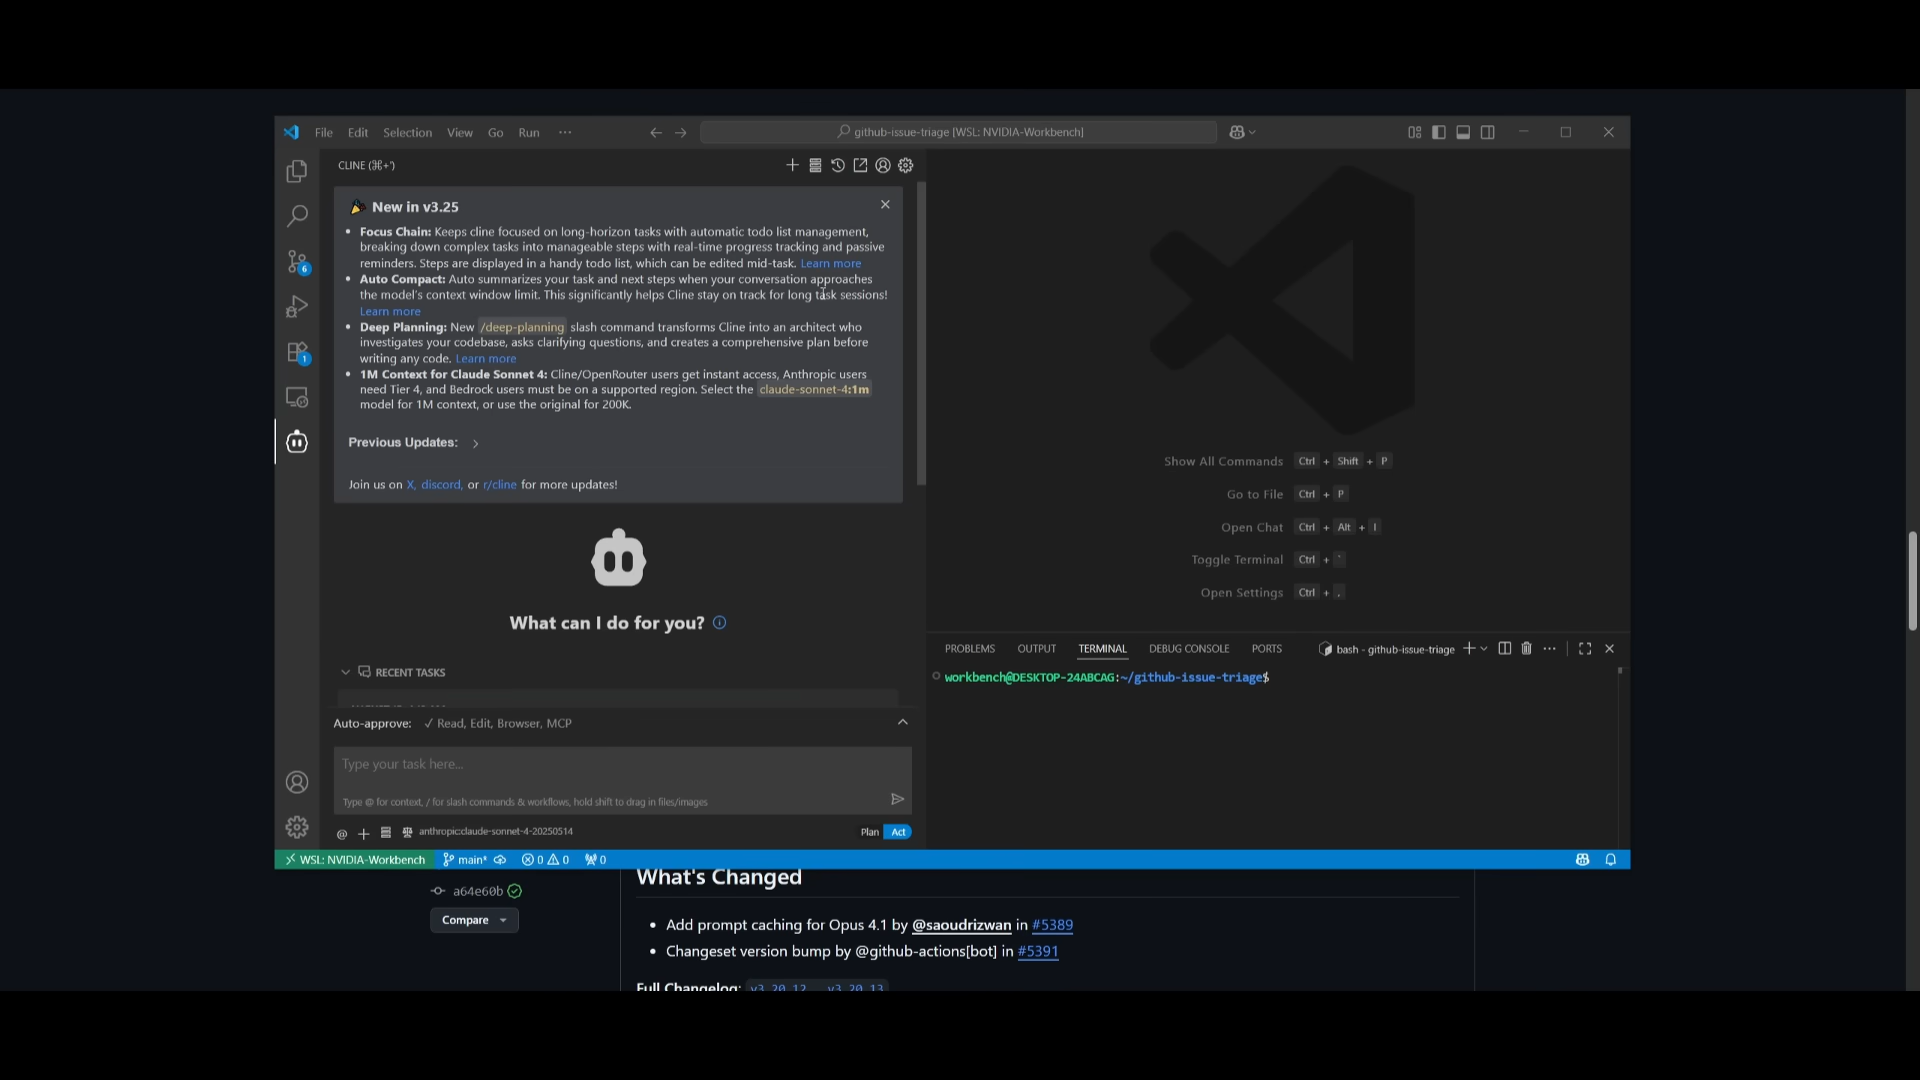 File Edit Selection View Go Run ···
github-issue-triage [WSL: NVIDIA-Workbench]
CLINE (⌘+')
New in v3.25
• Focus Chain: Keeps cline focused on long-horizon tasks with automatic todo list management,
breaking down complex tasks into manageable steps with real-time progress tracking and passive
reminders. Steps are displayed in a handy todo list, which can be edited mid-task. Learn more
• Auto Compact: Auto summarizes your task and next steps when your conversation approaches
the model's context window limit. This significantly helps Cline stay on track for long task sessions!
Learn more
• Deep Planning: New /deep-planning slash command transforms Cline into an architect who
investigates your codebase, asks clarifying questions, and creates a comprehensive plan before
writing any code. Learn more
• 1M Context for Claude Sonnet 4: Cline/OpenRouter users get instant access, Anthropic users
need Tier 4, and Bedrock users must be on a supported region. Select the claude-sonnet-4:1m
model for 1M context, or use the original for 200K.
Previous Updates:
Join us on X, discord, or r/cline for more updates!
What can I do for you?
RECENT TASKS
Auto-approve: ✓ Read, Edit, Browser, MCP
Type your task here...
Type @ for context, / for slash commands & workflows, hold shift to drag in files/images
@ + anthropic:claude-sonnet-4-20250514
Plan Act
6
1
Show All Commands Ctrl + Shift + P
Go to File Ctrl + P
Open Chat Ctrl + Alt + I
Toggle Terminal Ctrl + `
Open Settings Ctrl + ,
PROBLEMS OUTPUT TERMINAL DEBUG CONSOLE PORTS bash - github-issue-triage
workbench@DESKTOP-24ABCAG:~/github-issue-triage$
WSL: NVIDIA-Workbench main* 0 0 0
a64e60b
Compare
What's Changed
• Add prompt caching for Opus 4.1 by @saoudrizwan in #5389
• Changeset version bump by @github-actions[bot] in #5391
Full Changelog: v3.20.12...v3.20.13